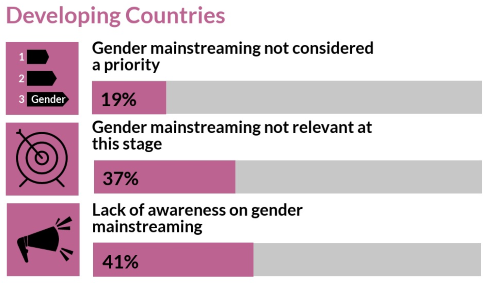 Developing Countries
1
2
3 Gender
Gender mainstreaming not considered
a priority
19%
Gender mainstreaming not relevant at
this stage
37%
Lack of awareness on gender
mainstreaming
41%